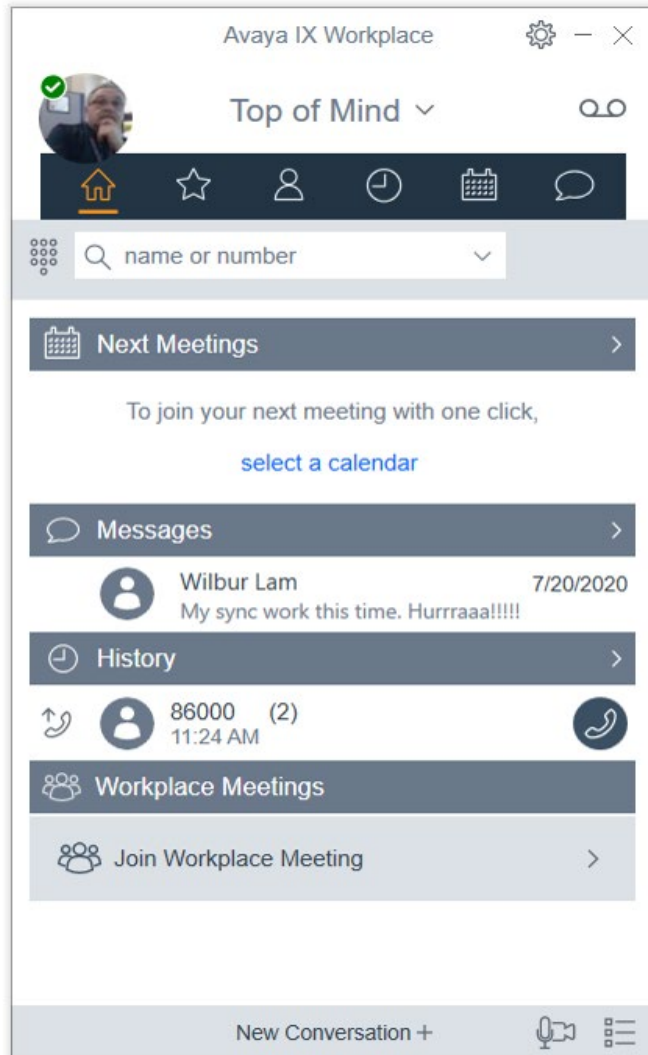 Avaya IX Workplace
Top of Mind
name or number
Next Meetings
To join your next meeting with one click,
select a calendar
Messages
Wilbur Lam 7/20/2020
My sync work this time. Hurrraaa!!!!!
History
86000 (2)
11:24 AM
Workplace Meetings
Join Workplace Meeting
New Conversation +